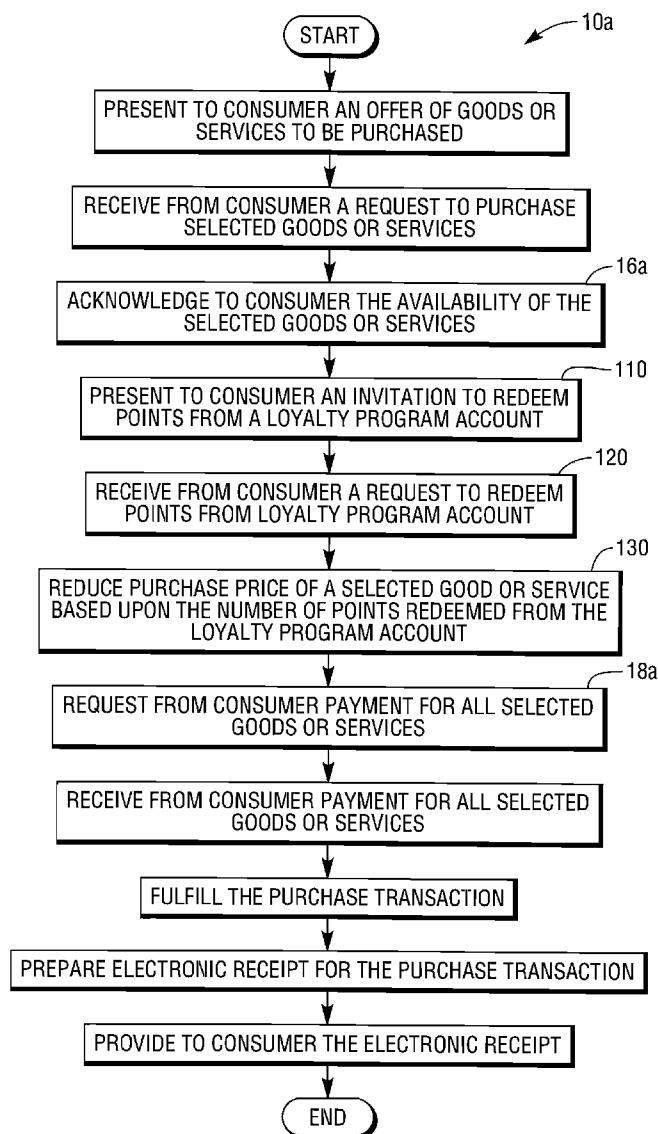 START
10a
PRESENT TO CONSUMER AN OFFER OF GOODS OR
SERVICES TO BE PURCHASED
RECEIVE FROM CONSUMER A REQUEST TO PURCHASE
SELECTED GOODS OR SERVICES
16a
ACKNOWLEDGE TO CONSUMER THE AVAILABILITY OF THE
SELECTED GOODS OR SERVICES
110
PRESENT TO CONSUMER AN INVITATION TO REDEEM
POINTS FROM A LOYALTY PROGRAM ACCOUNT
120
RECEIVE FROM CONSUMER A REQUEST TO REDEEM
POINTS FROM LOYALTY PROGRAM ACCOUNT
130
REDUCE PURCHASE PRICE OF A SELECTED GOOD OR SERVICE
BASED UPON THE NUMBER OF POINTS REDEEMED FROM THE
LOYALTY PROGRAM ACCOUNT
18a
REQUEST FROM CONSUMER PAYMENT FOR ALL SELECTED
GOODS OR SERVICES
RECEIVE FROM CONSUMER PAYMENT FOR ALL SELECTED
GOODS OR SERVICES
FULFILL THE PURCHASE TRANSACTION
PREPARE ELECTRONIC RECEIPT FOR THE PURCHASE TRANSACTION
PROVIDE TO CONSUMER THE ELECTRONIC RECEIPT
END